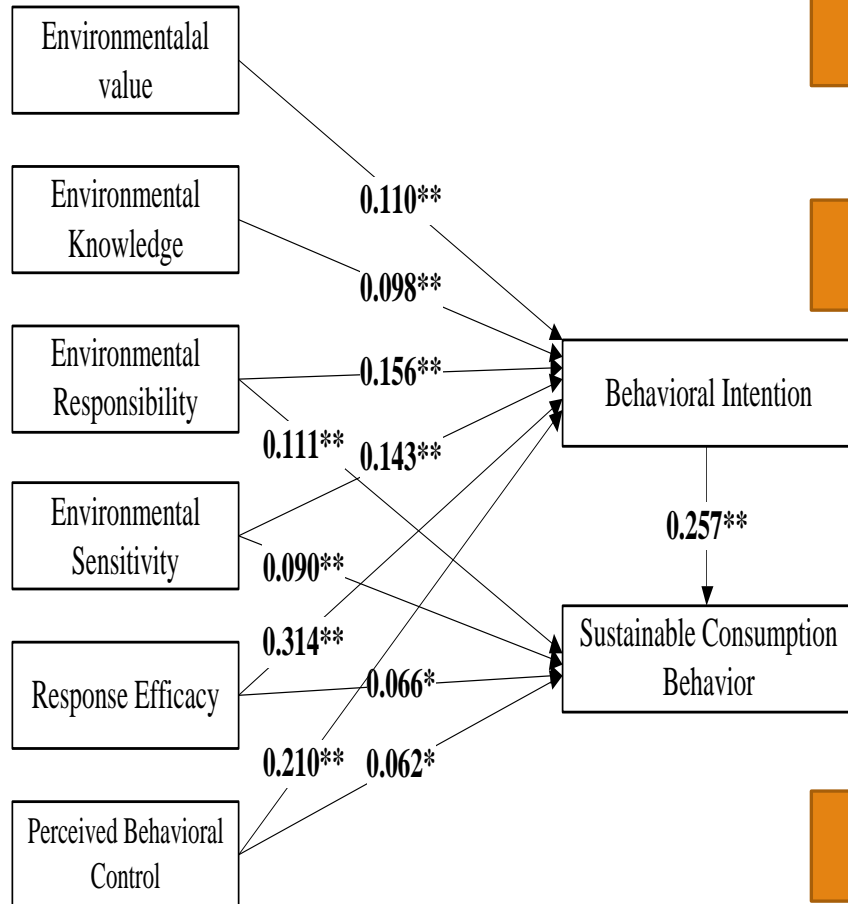 Environmentalal
value
0.110**
Environmental
Knowledge
0.098**
Environmental
Responsibility
0.156**
Behavioral Intention
0.111**
0.143**
Environmental
Sensitivity
0.257**
0.090**
Sustainable Consumption
Behavior
0.314**
Response Efficacy
0.066*
0.210**
0.062*
Perceived Behavioral
Control